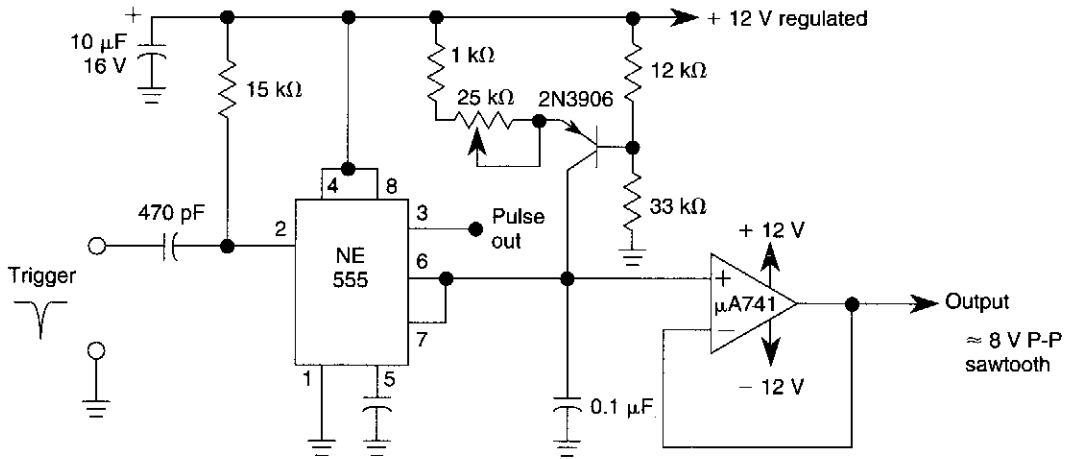 +
+ 12 V regulated
10 µF
16 V
1 kΩ
12 kΩ
15 kΩ
25 kΩ
2N3906
4
8
33 kΩ
470 pF
2
3
Pulse
out
NE
555
6
7
+ 12 V
Trigger
+
µA741
−
Output
≈ 8 V P-P
sawtooth
1
5
− 12 V
0.1 µF